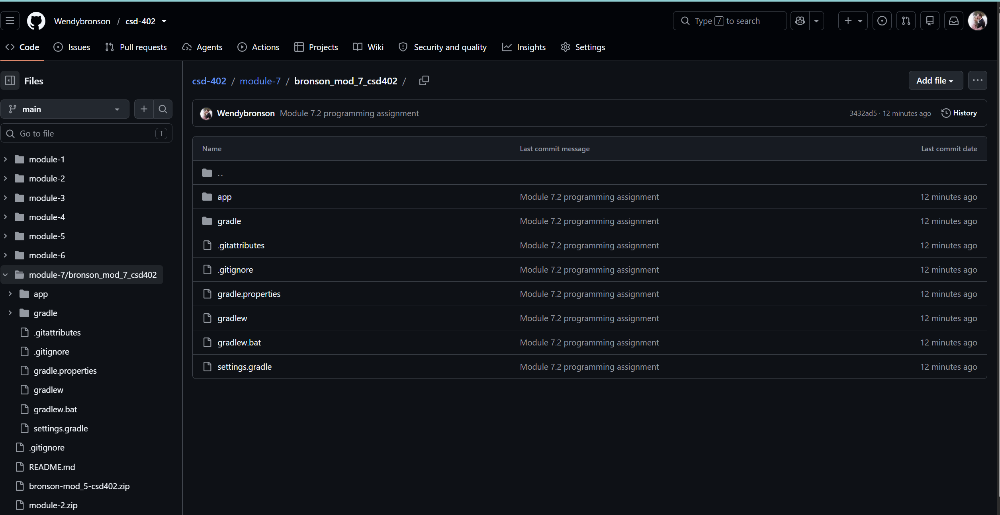 Wendybronson / csd-402
Type / to search
Code
Issues
Pull requests
Agents
Actions
Projects
Wiki
Security and quality
Insights
Settings
Files
main
Go to file
T
module-1
module-2
module-3
module-4
module-5
module-6
module-7/bronson_mod_7_csd402
app
gradle
.gitattributes
.gitignore
gradle.properties
gradlew
gradlew.bat
settings.gradle
.gitignore
README.md
bronson-mod_5-csd402.zip
module-2.zip
csd-402 / module-7 / bronson_mod_7_csd402 /
Add file
Wendybronson Module 7.2 programming assignment 3432ad5 · 12 minutes ago History
Name Last commit message Last commit date
..
app Module 7.2 programming assignment 12 minutes ago
gradle Module 7.2 programming assignment 12 minutes ago
.gitattributes Module 7.2 programming assignment 12 minutes ago
.gitignore Module 7.2 programming assignment 12 minutes ago
gradle.properties Module 7.2 programming assignment 12 minutes ago
gradlew Module 7.2 programming assignment 12 minutes ago
gradlew.bat Module 7.2 programming assignment 12 minutes ago
settings.gradle Module 7.2 programming assignment 12 minutes ago